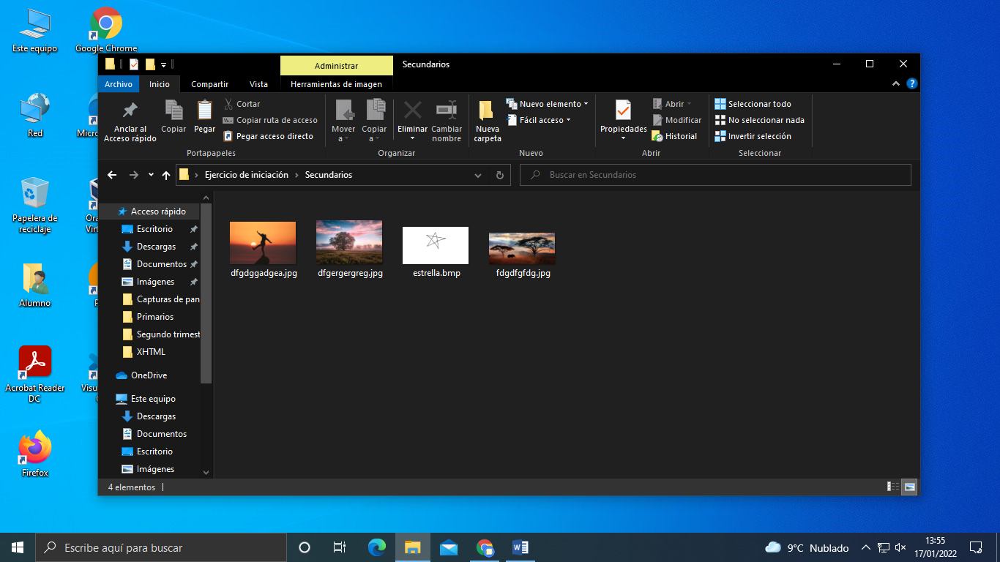 Este equipo
Google Chrome
Red
Papelera de
reciclaje
Alumno
Acrobat Reader
DC
Firefox
Administrar
Secundarios
Archivo
Inicio
Compartir
Vista
Herramientas de imagen
Anclar al
Acceso rápido
Copiar
Pegar
Cortar
Copiar ruta de acceso
Pegar acceso directo
Portapapeles
Mover
a
Copiar
a
Eliminar
Cambiar
nombre
Organizar
Nueva
carpeta
Nuevo elemento
Fácil acceso
Nuevo
Propiedades
Abrir
Modificar
Historial
Abrir
Seleccionar todo
No seleccionar nada
Invertir selección
Seleccionar
Ejercicio de iniciación
Secundarios
Buscar en Secundarios
Acceso rápido
Escritorio
Descargas
Documentos
Imágenes
Capturas de pan
Primarios
Segundo trimest
XHTML
OneDrive
Este equipo
Descargas
Documentos
Escritorio
Imágenes
dfgdggadgea.jpg
dfgergergreg.jpg
estrella.bmp
fdgdfgfdg.jpg
4 elementos
Escribe aquí para buscar
9°C Nublado
13:55
17/01/2022